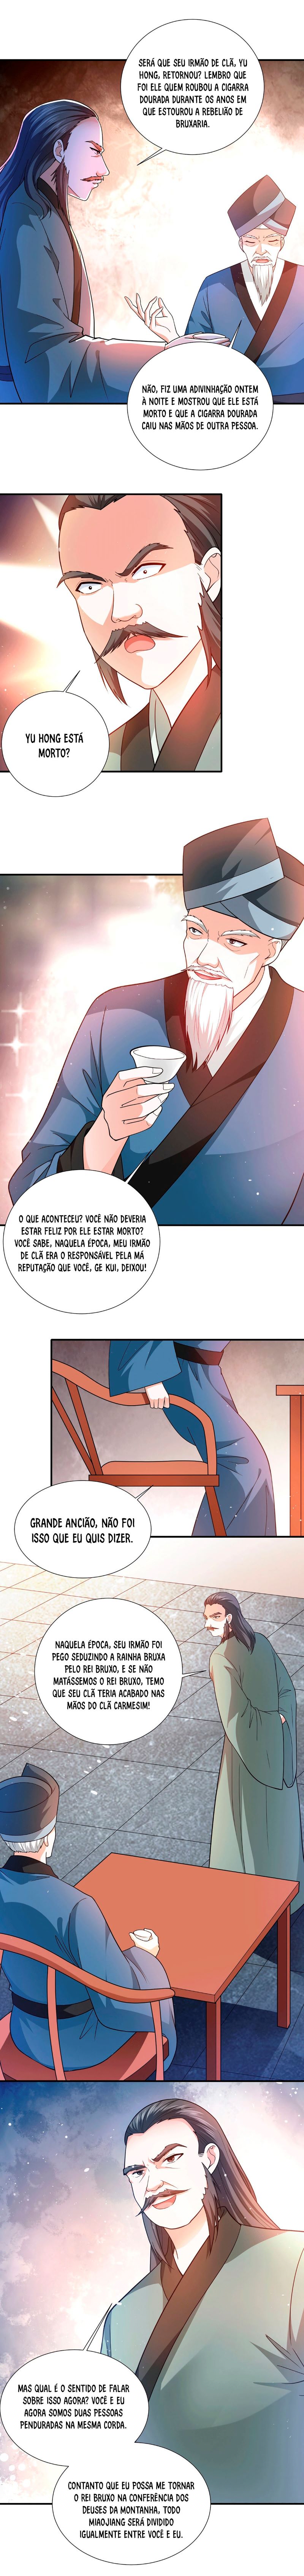 SERÁ QUE SEU IRMÃO DE CLÃ, YU
HONG, RETORNOU? LEMBRO QUE
FOI ELE QUEM ROUBOU A CIGARRA
DOURADA DURANTE OS ANOS EM
QUE ESTOUROU A REBELIÃO DE
BRUXARIA.
NÃO, FIZ UMA ADIVINHAÇÃO ONTEM
À NOITE E MOSTROU QUE ELE ESTÁ
MORTO E QUE A CIGARRA DOURADA
CAIU NAS MÃOS DE OUTRA PESSOA.
YU HONG ESTÁ
MORTO?
O QUE ACONTECEU? VOCÊ NÃO DEVERIA
ESTAR FELIZ POR ELE ESTAR MORTO?
VOCÊ SABE, NAQUELA ÉPOCA, MEU IRMÃO
DE CLÃ ERA O RESPONSÁVEL PELA MÁ
REPUTAÇÃO QUE VOCÊ, GE KUI, DEIXOU!
GRANDE ANCIÃO, NÃO FOI
ISSO QUE EU QUIS DIZER.
NAQUELA ÉPOCA, SEU IRMÃO FOI
PEGO SEDUZINDO A RAINHA BRUXA
PELO REI BRUXO, E SE NÃO
MATÁSSEMOS O REI BRUXO, TEMO
QUE SEU CLÃ TERIA ACABADO NAS
MÃOS DO CLÃ CARMESIM!
MAS QUAL É O SENTIDO DE FALAR
SOBRE ISSO AGORA? VOCÊ E EU
AGORA SOMOS DUAS PESSOAS
PENDURADAS NA MESMA CORDA.
CONTANTO QUE EU POSSA ME TORNAR
O REI BRUXO NA CONFERÊNCIA DOS
DEUSES DA MONTANHA, TODO
MIAOJIANG SERÁ DIVIDIDO
IGUALMENTE ENTRE VOCÊ E EU.